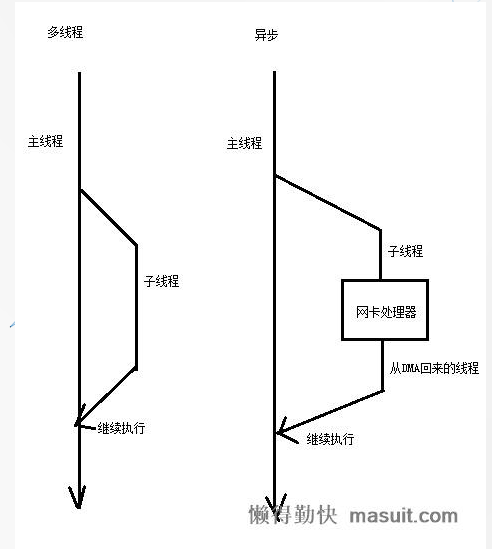 多线程
异步
主线程
主线程
子线程
子线程
网卡处理器
从DMA回来的线程
继续执行
继续执行
懒得勤快 masuit.com